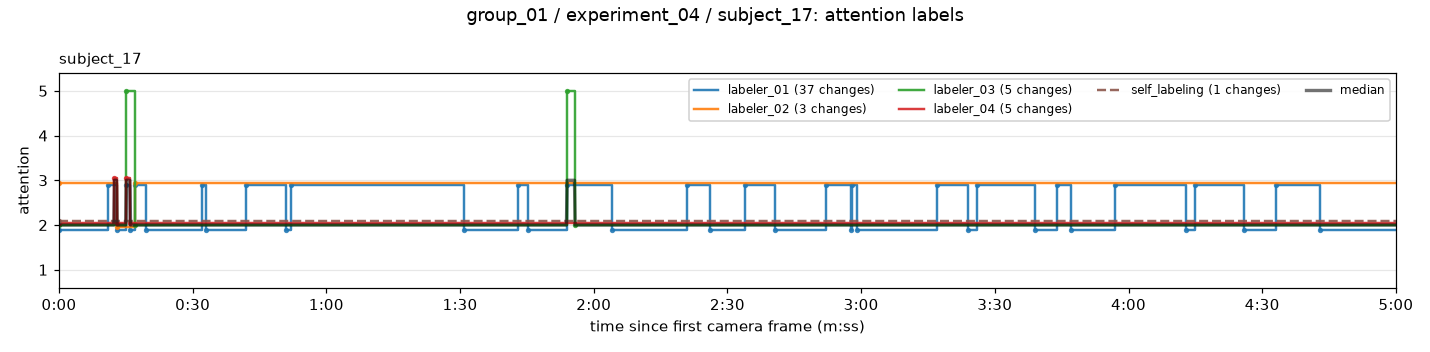 group_01 / experiment_04 / subject_17: attention labels
subject_17
labeler_01 (37 changes)
labeler_02 (3 changes)
labeler_03 (5 changes)
labeler_04 (5 changes)
self_labeling (1 changes)
median
attention
5
4
3
2
1
0:00 0:30 1:00 1:30 2:00 2:30 3:00 3:30 4:00 4:30 5:00
time since first camera frame (m:ss)